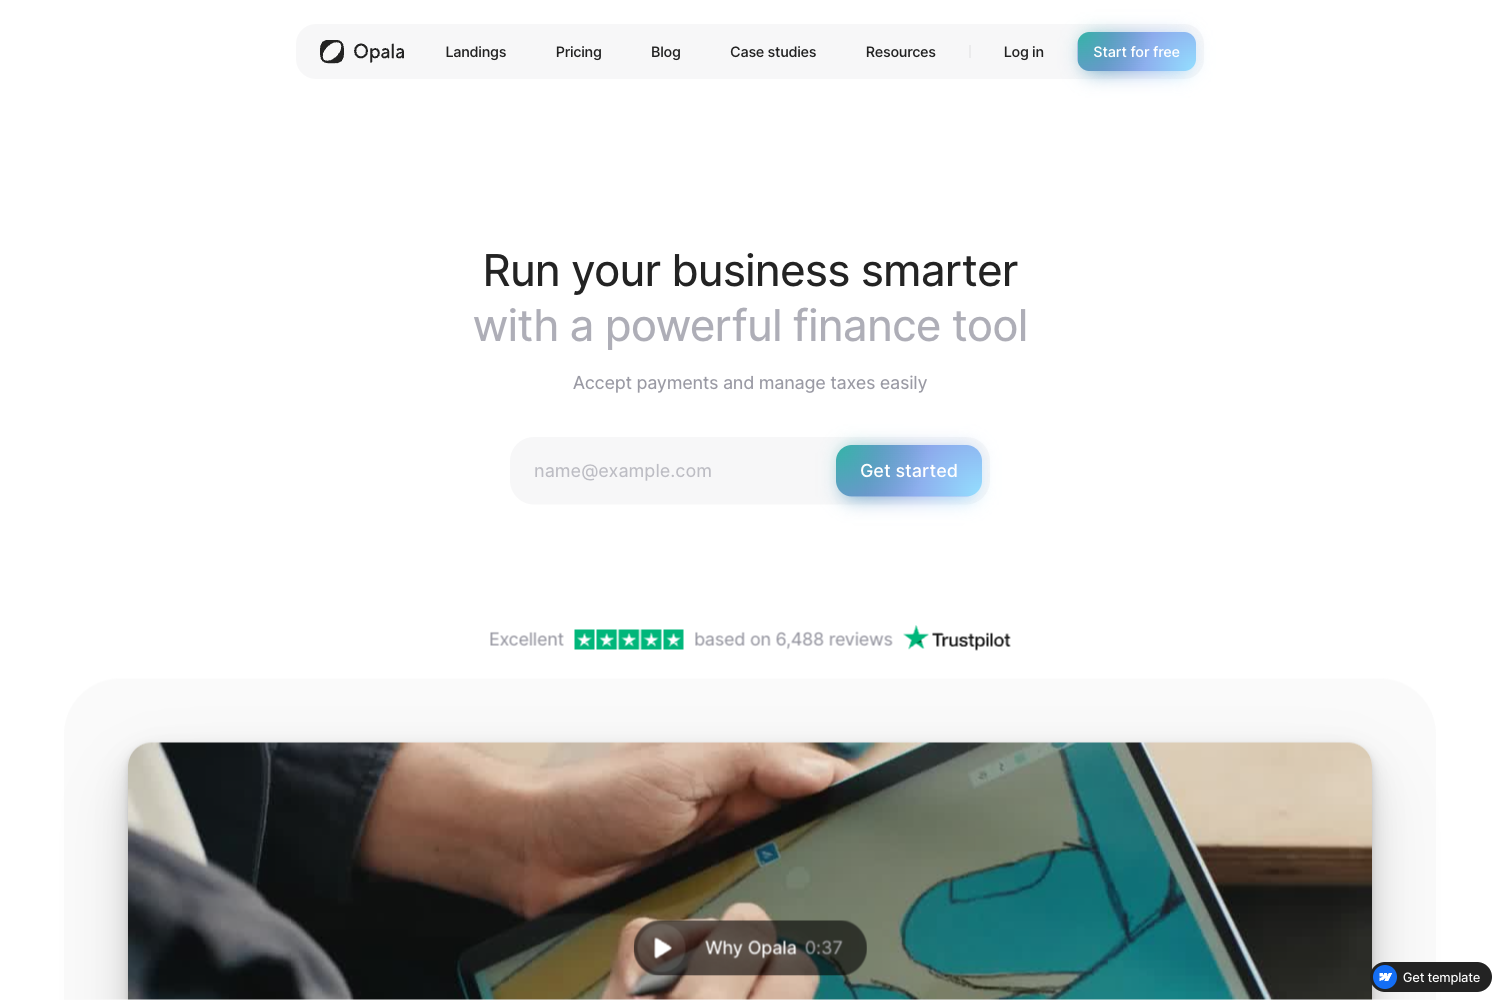 Opala Landings Pricing Blog Case studies Resources Log in Start for free
Run your business smarter
with a powerful finance tool
Accept payments and manage taxes easily
name@example.com Get started
Excellent based on 6,488 reviews Trustpilot
Why Opala 0:37
Get template